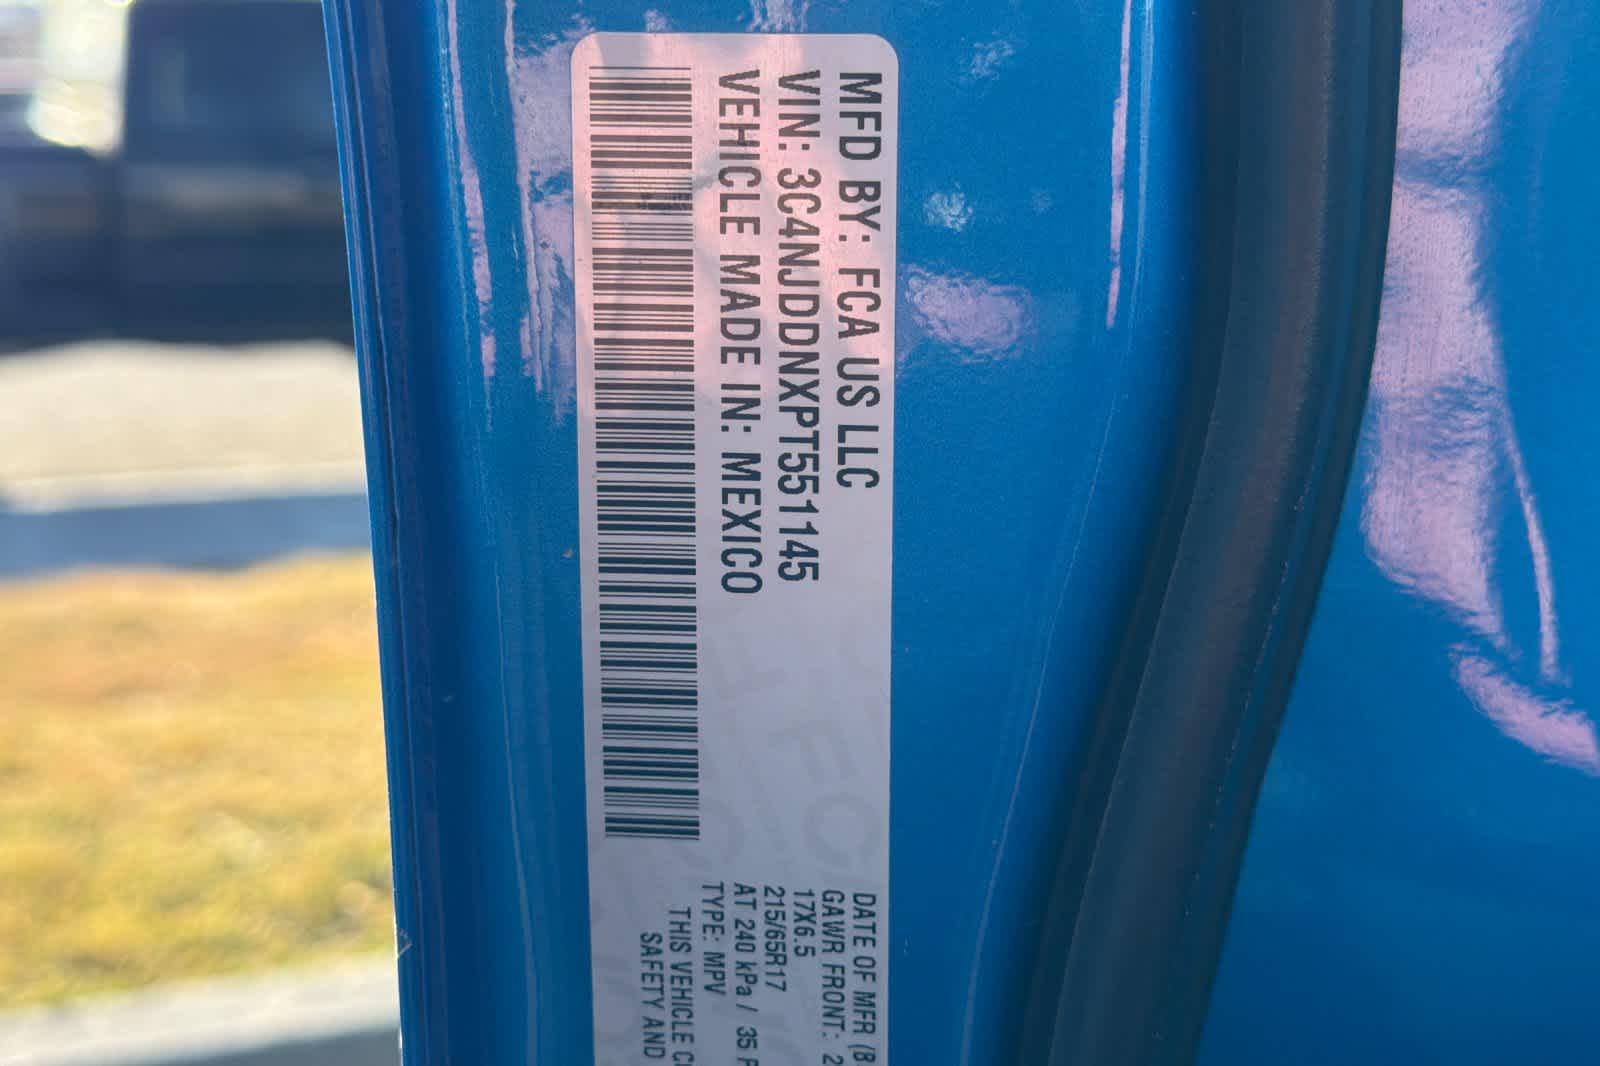 MFD BY: FCA US LLC
VIN: 3C4NJDDNXPT551145
VEHICLE MADE IN: MEXICO
DATE OF MFR
GAWR FRONT:
17X6.5
215/65R17
AT 240 kPa / 35
TYPE: MPV
THIS VEHICLE
SAFETY AND